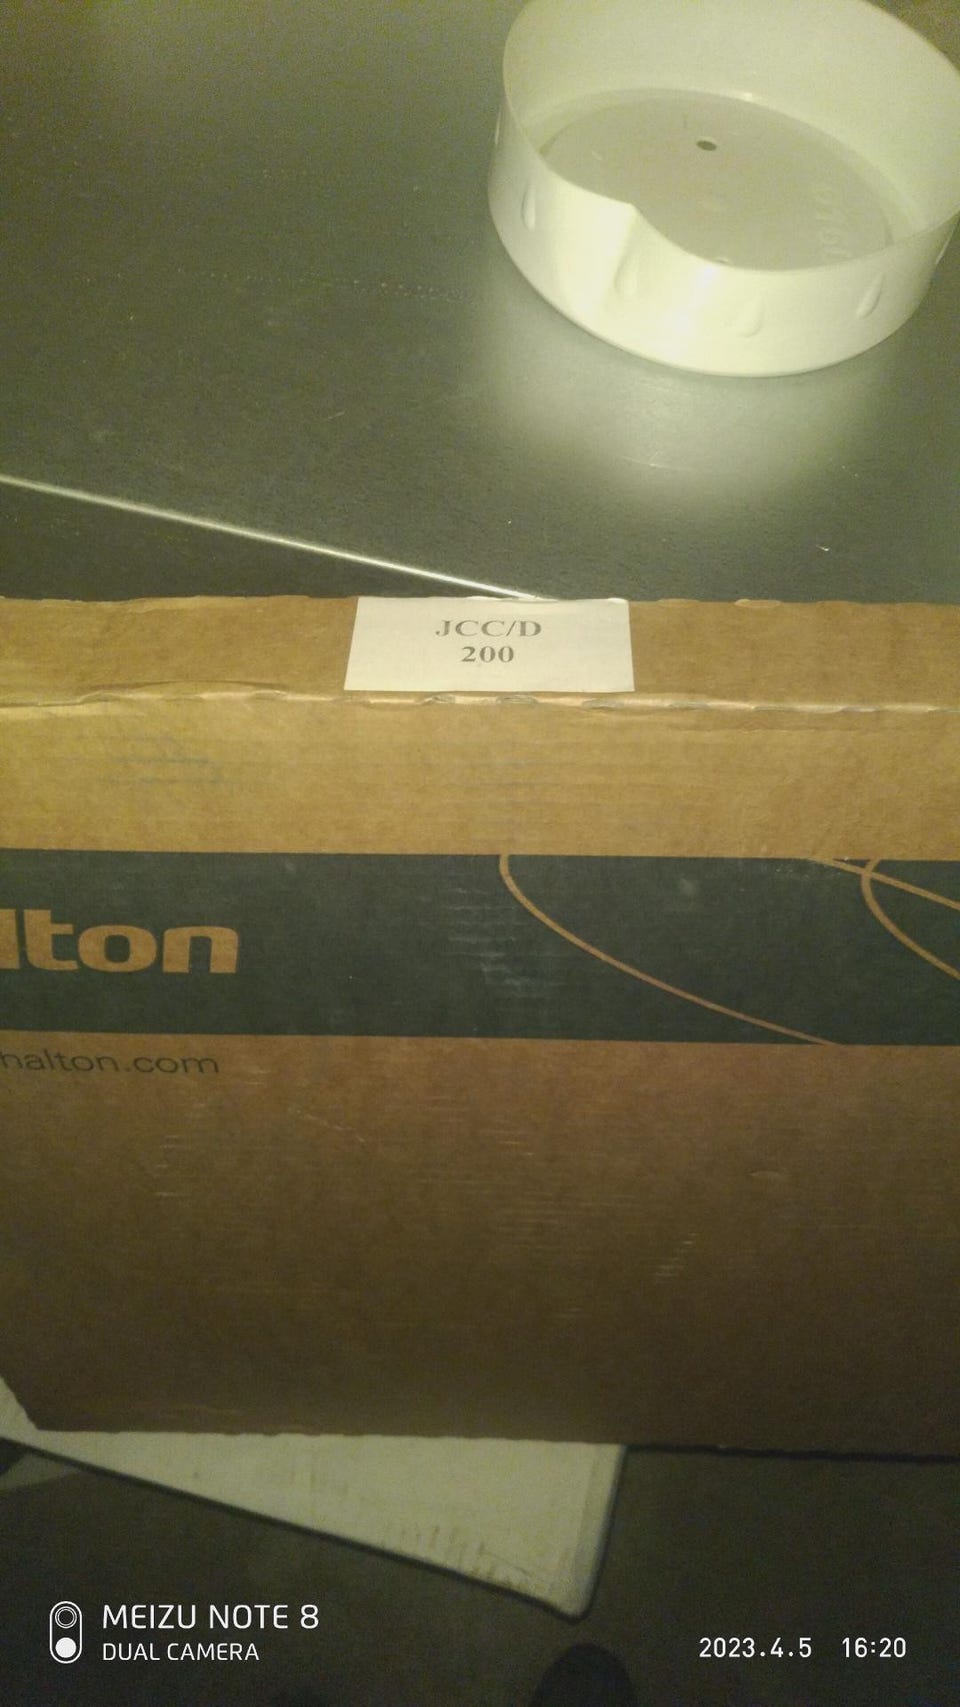 JCC/D
200
lton
halton.com
MEIZU NOTE 8
DUAL CAMERA
2023.4.5 16:20